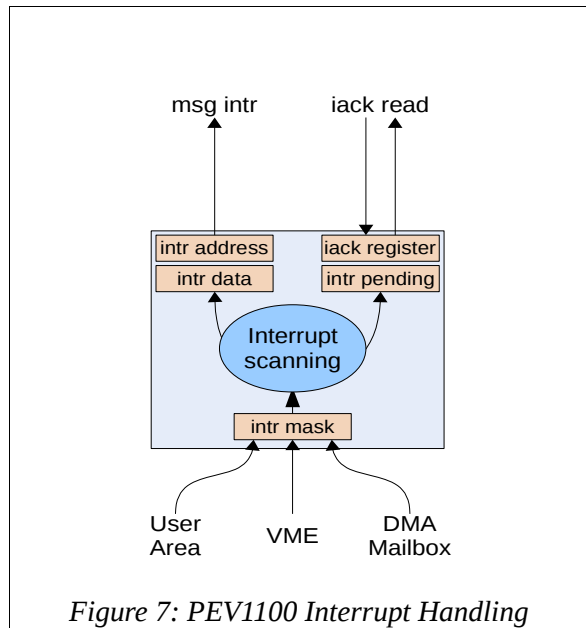 msg intr
iack read
intr address
iack register
intr data
intr pending
Interrupt
scanning
intr mask
User
Area
VME
DMA
Mailbox
Figure 7: PEV1100 Interrupt Handling